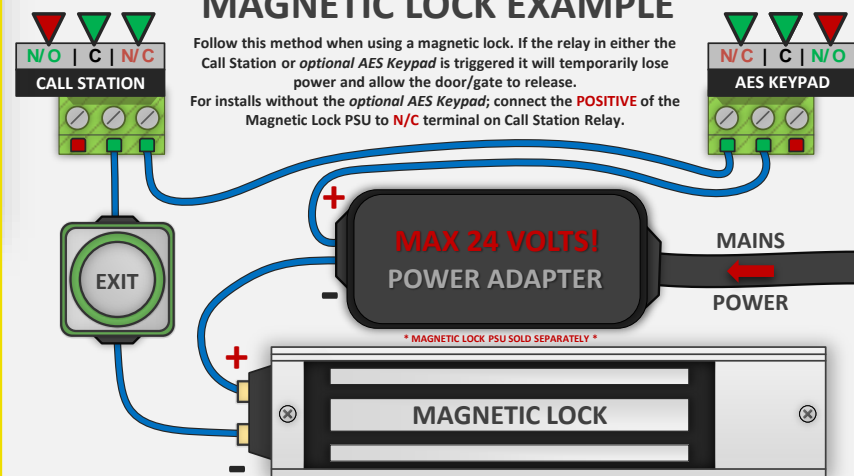 MAGNETIC LOCK EXAMPLE
Follow this method when using a magnetic lock. If the relay in either the
Call Station or optional AES Keypad is triggered it will temporarily lose
power and allow the door/gate to release.
For installs without the optional AES Keypad; connect the POSITIVE of the
Magnetic Lock PSU to N/C terminal on Call Station Relay.
N/O | C | N/C
CALL STATION
N/C | C | N/O
AES KEYPAD
+
MAX 24 VOLTS!
POWER ADAPTER
-
MAINS
POWER
EXIT
* MAGNETIC LOCK PSU SOLD SEPARATELY *
+
MAGNETIC LOCK
-